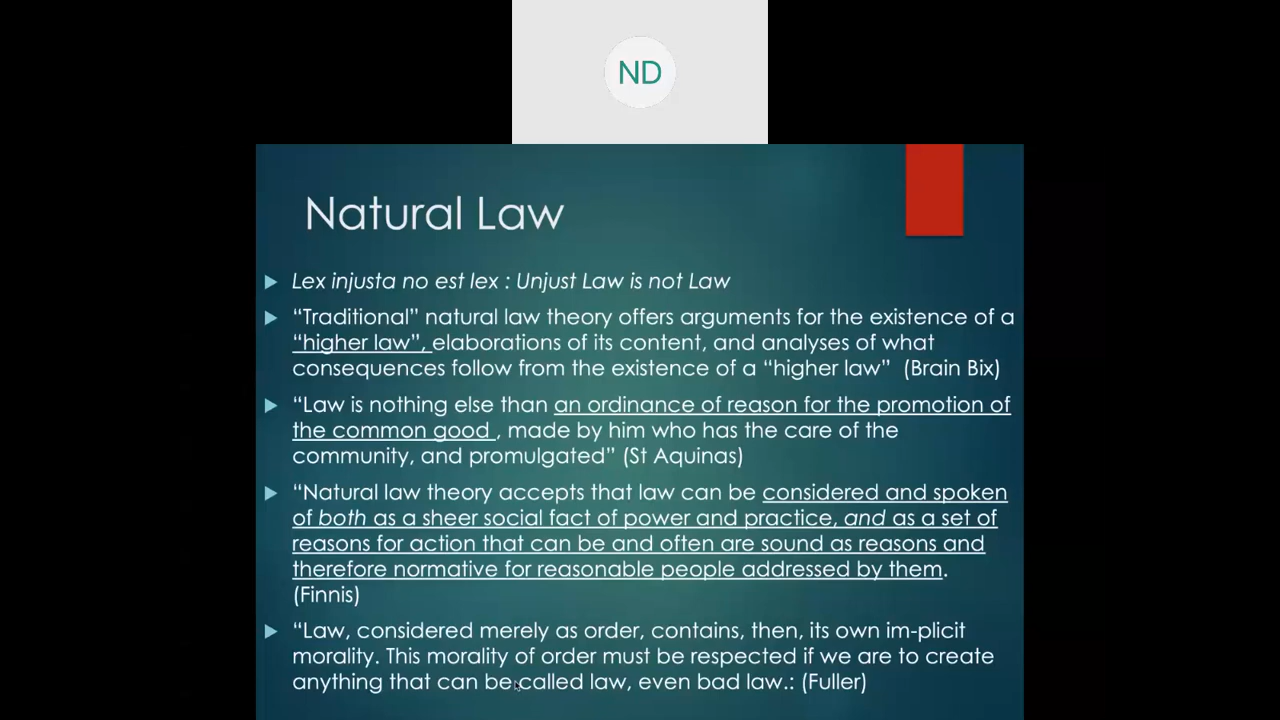 ND
Natural Law
Lex injusta no est lex : Unjust Law is not Law
“Traditional” natural law theory offers arguments for the existence of a
“higher law”, elaborations of its content, and analyses of what
consequences follow from the existence of a “higher law” (Brain Bix)
“Law is nothing else than an ordinance of reason for the promotion of
the common good , made by him who has the care of the
community, and promulgated” (St Aquinas)
“Natural law theory accepts that law can be considered and spoken
of both as a sheer social fact of power and practice, and as a set of
reasons for action that can be and often are sound as reasons and
therefore normative for reasonable people addressed by them.
(Finnis)
“Law, considered merely as order, contains, then, its own im-plicit
morality. This morality of order must be respected if we are to create
anything that can be called law, even bad law.: (Fuller)